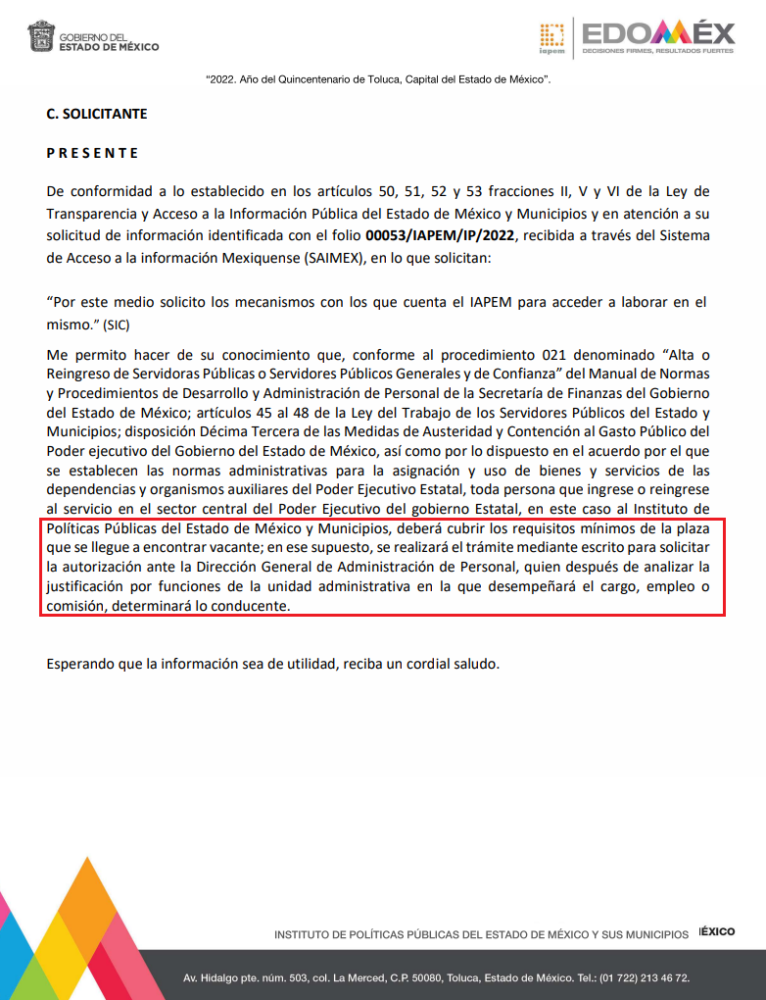 GOBIERNO DEL
ESTADO DE MÉXICO
iapem
EDOMÉX
DECISIONES FIRMES, RESULTADOS FUERTES
“2022. Año del Quincentenario de Toluca, Capital del Estado de México”.
C. SOLICITANTE
P R E S E N T E
De conformidad a lo establecido en los artículos 50, 51, 52 y 53 fracciones II, V y VI de la Ley de
Transparencia y Acceso a la Información Pública del Estado de México y Municipios y en atención a su
solicitud de información identificada con el folio 00053/IAPEM/IP/2022, recibida a través del Sistema
de Acceso a la información Mexiquense (SAIMEX), en lo que solicitan:
“Por este medio solicito los mecanismos con los que cuenta el IAPEM para acceder a laborar en el
mismo.” (SIC)
Me permito hacer de su conocimiento que, conforme al procedimiento 021 denominado “Alta o
Reingreso de Servidoras Públicas o Servidores Públicos Generales y de Confianza” del Manual de Normas
y Procedimientos de Desarrollo y Administración de Personal de la Secretaría de Finanzas del Gobierno
del Estado de México; artículos 45 al 48 de la Ley del Trabajo de los Servidores Públicos del Estado y
Municipios; disposición Décima Tercera de las Medidas de Austeridad y Contención al Gasto Público del
Poder ejecutivo del Gobierno del Estado de México, así como por lo dispuesto en el acuerdo por el que
se establecen las normas administrativas para la asignación y uso de bienes y servicios de las
dependencias y organismos auxiliares del Poder Ejecutivo Estatal, toda persona que ingrese o reingrese
al servicio en el sector central del Poder Ejecutivo del gobierno Estatal, en este caso al Instituto de
Políticas Públicas del Estado de México y Municipios, deberá cubrir los requisitos mínimos de la plaza
que se llegue a encontrar vacante; en ese supuesto, se realizará el trámite mediante escrito para solicitar
la autorización ante la Dirección General de Administración de Personal, quien después de analizar la
justificación por funciones de la unidad administrativa en la que desempeñará el cargo, empleo o
comisión, determinará lo conducente.
Esperando que la información sea de utilidad, reciba un cordial saludo.
INSTITUTO DE POLÍTICAS PÚBLICAS DEL ESTADO DE MÉXICO Y SUS MUNICIPIOS ÉXICO
Av. Hidalgo pte. núm. 503, col. La Merced, C.P. 50080, Toluca, Estado de México. Tel.: (01 722) 213 46 72.